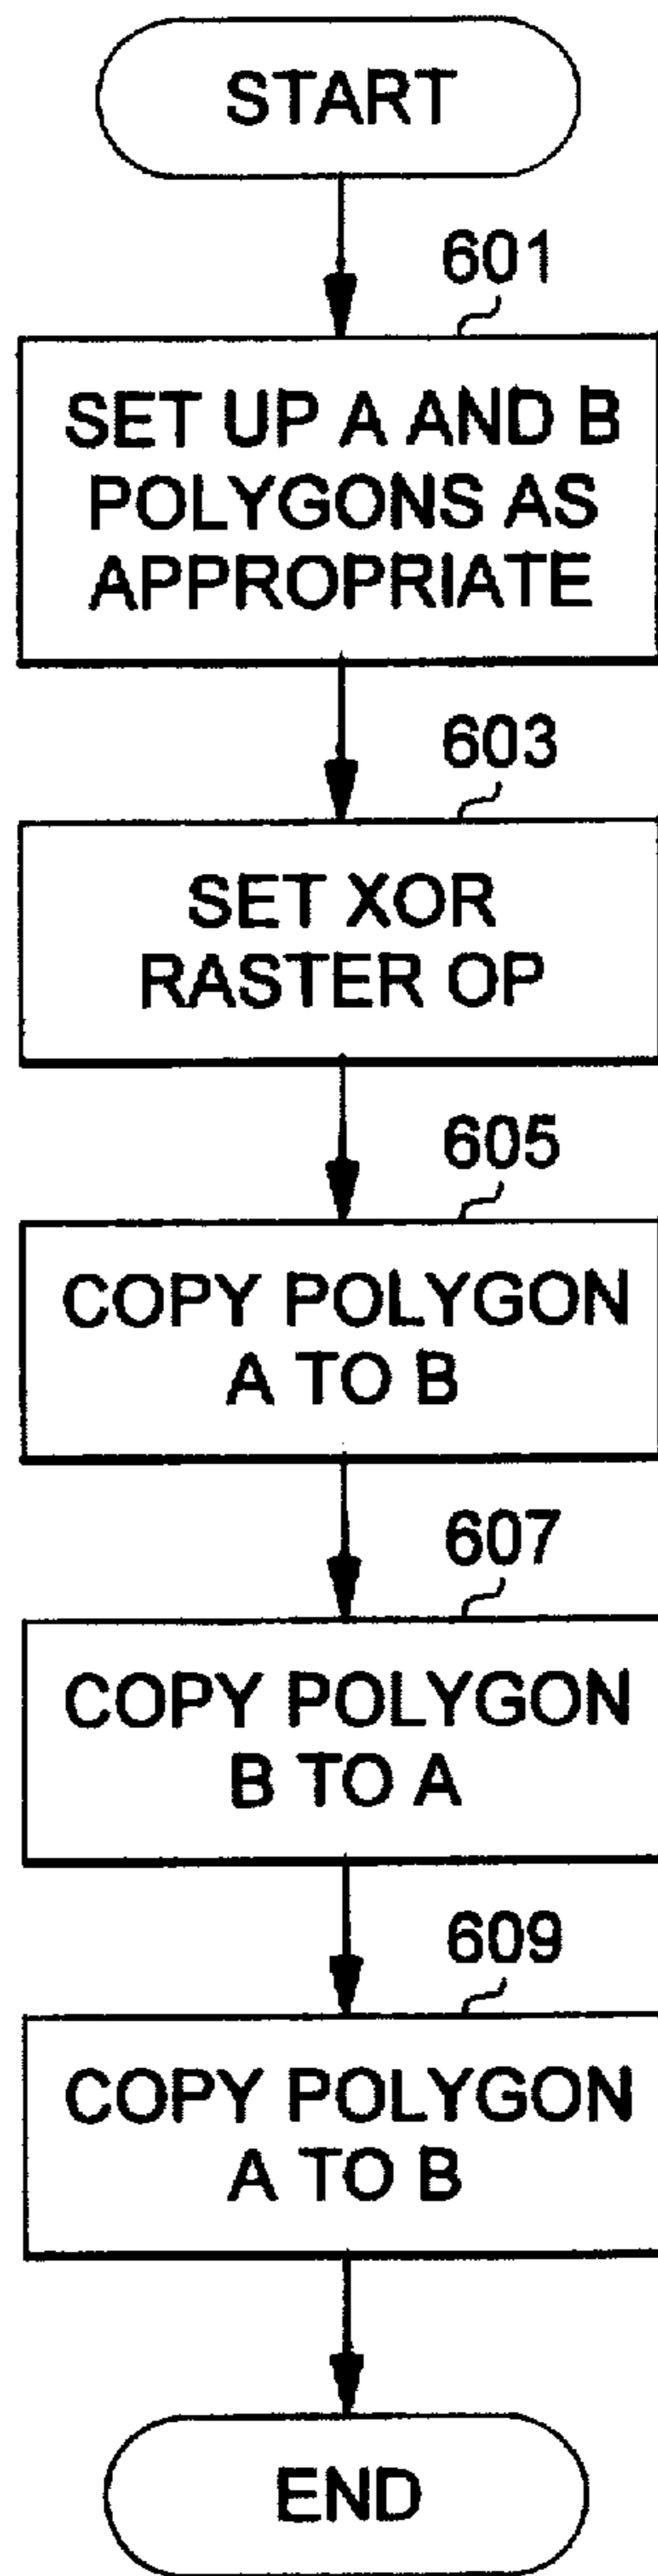 START
601
SET UP A AND B
POLYGONS AS
APPROPRIATE
603
SET XOR
RASTER OP
605
COPY POLYGON
A TO B
607
COPY POLYGON
B TO A
609
COPY POLYGON
A TO B
END